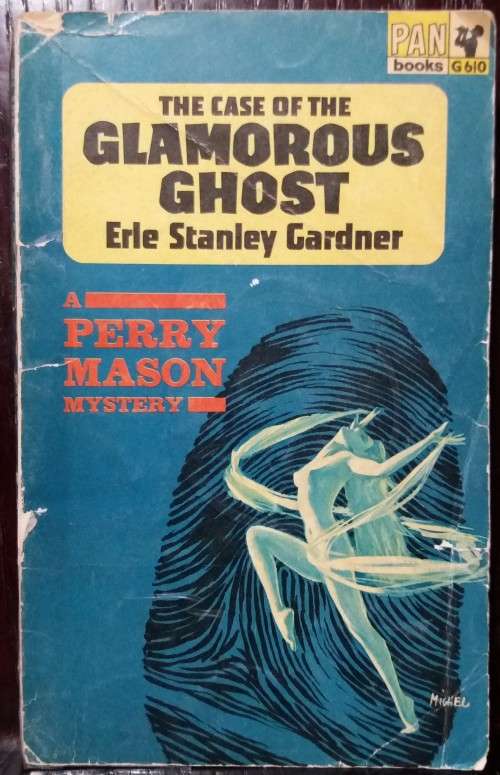 PAN
books G610
THE CASE OF THE
GLAMOROUS
GHOST
Erle Stanley Gardner
A
PERRY
MASON
MYSTERY
MICHEL